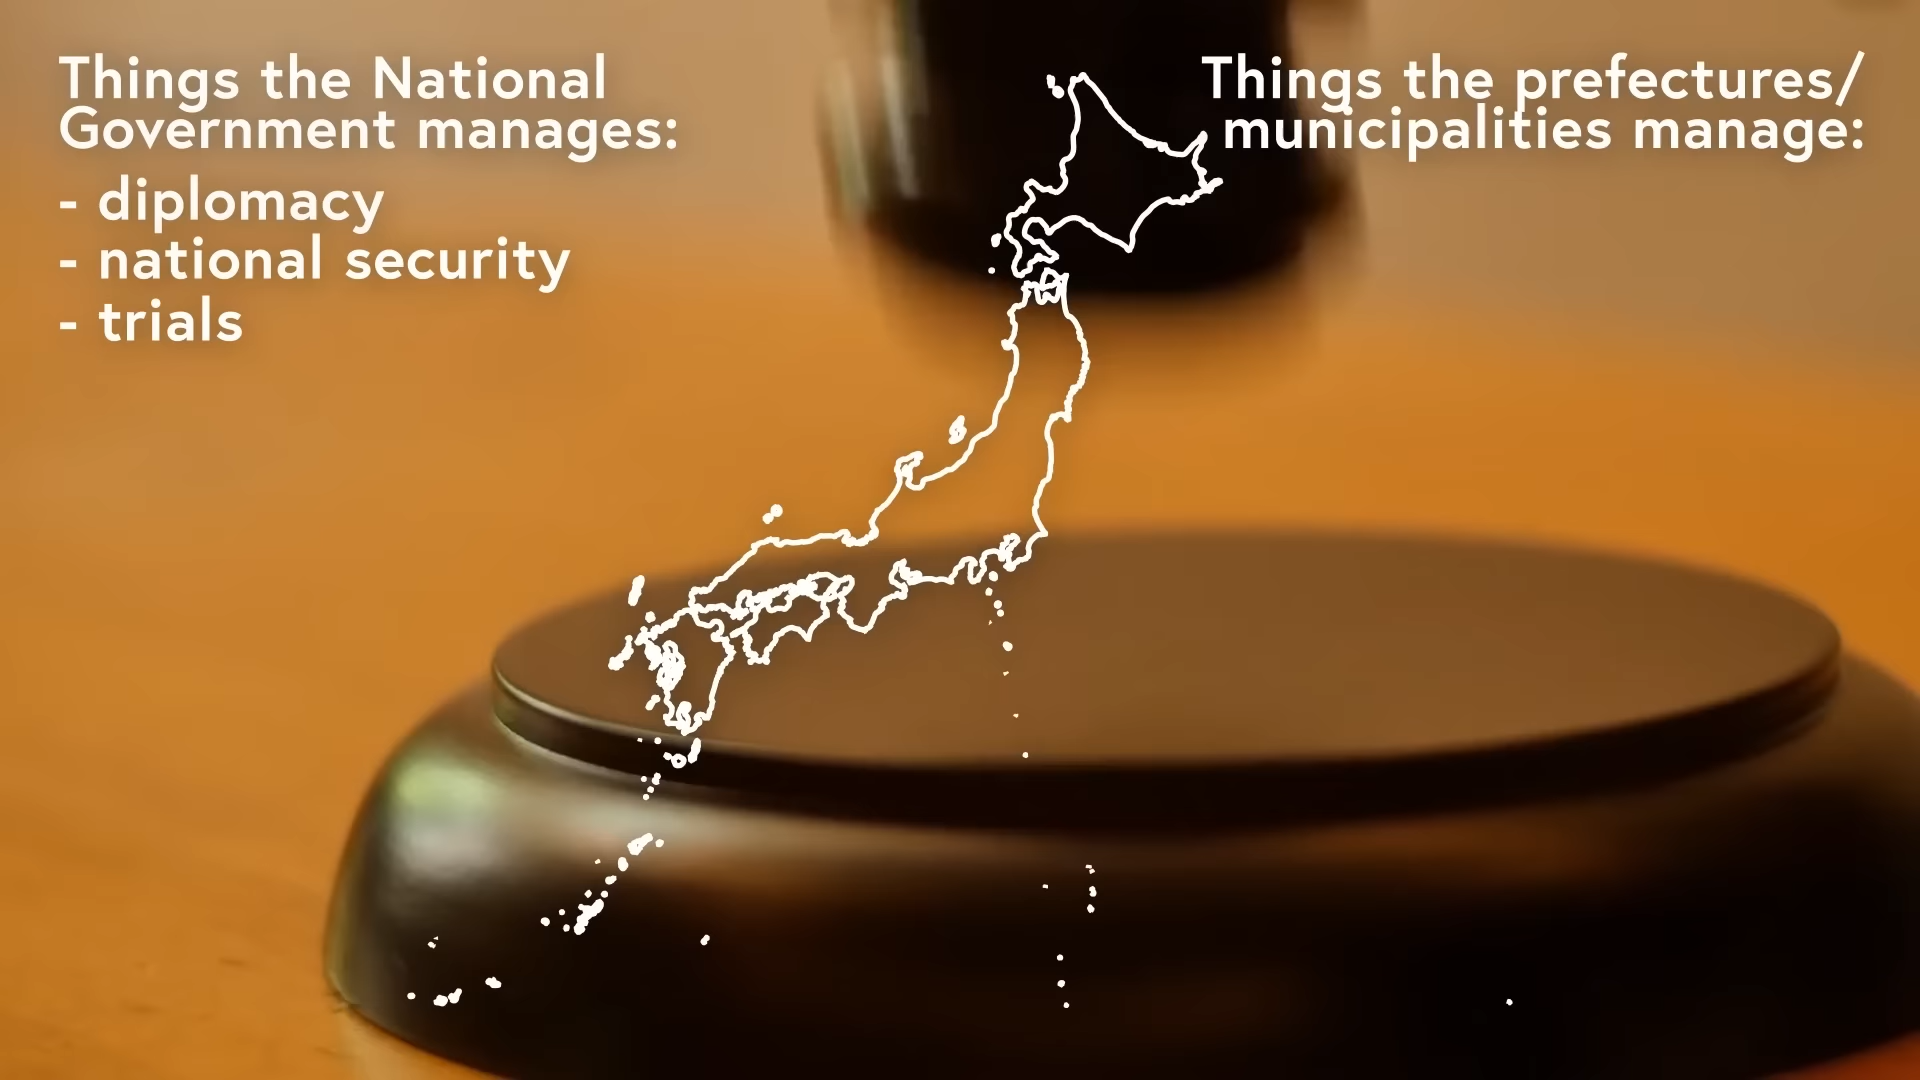 Things the National
Government manages:
- diplomacy
- national security
- trials
Things the prefectures/
municipalities manage: